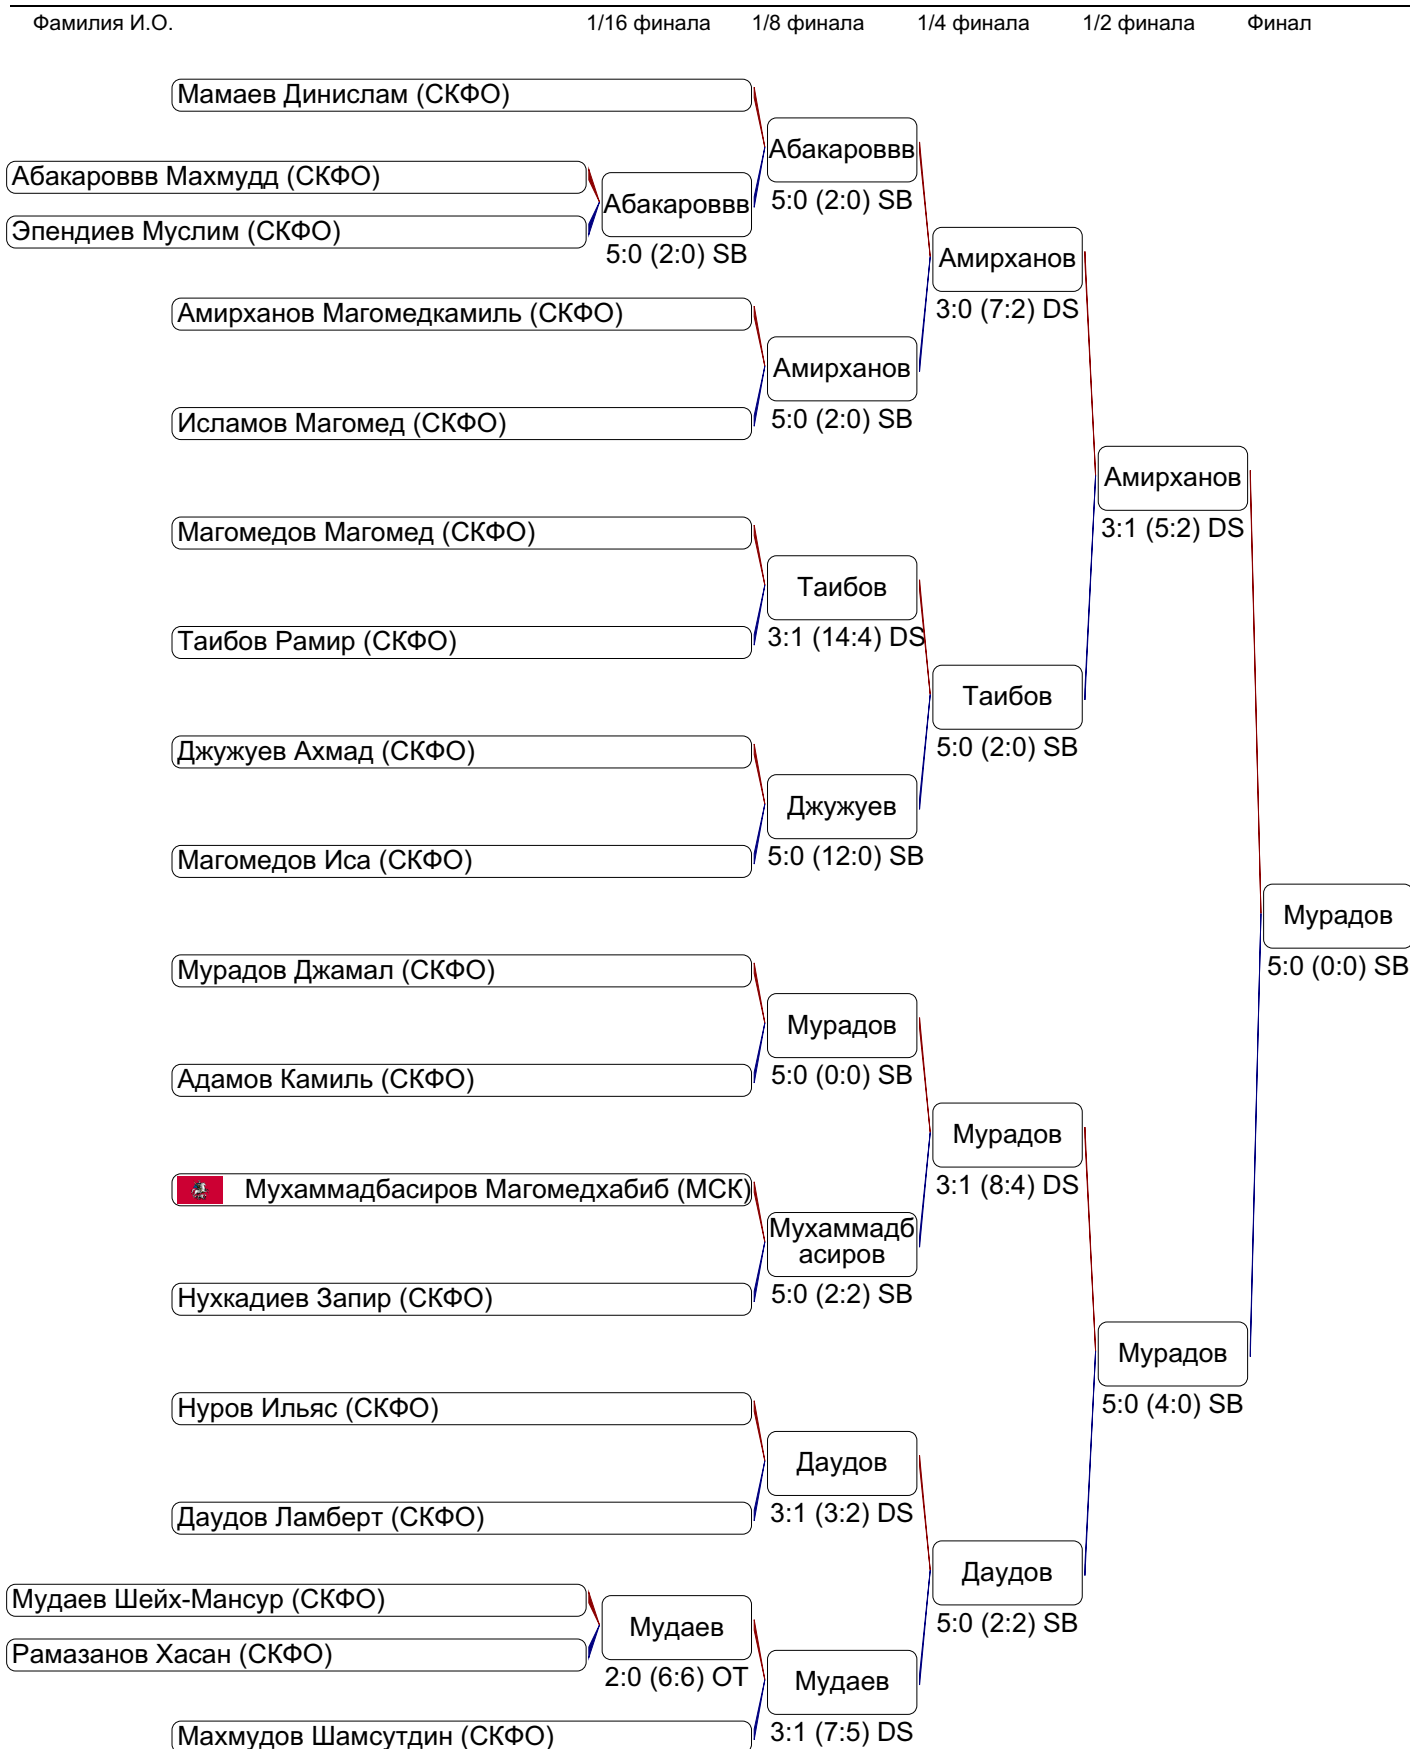 Фамилия И.О. 1/16 финала 1/8 финала 1/4 финала 1/2 финала Финал
Мамаев Динислам (СКФО)
Абакароввв
5:0 (2:0) SB
Абакароввв Махмудд (СКФО)
Абакароввв
5:0 (2:0) SB
Эпендиев Муслим (СКФО)
Амирханов
3:0 (7:2) DS
Амирханов Магомедкамиль (СКФО)
Амирханов
5:0 (2:0) SB
Исламов Магомед (СКФО)
Амирханов
3:1 (5:2) DS
Магомедов Магомед (СКФО)
Таибов
3:1 (14:4) DS
Таибов Рамир (СКФО)
Таибов
5:0 (2:0) SB
Джужуев Ахмад (СКФО)
Джужуев
5:0 (12:0) SB
Магомедов Иса (СКФО)
Мурадов
5:0 (0:0) SB
Мурадов Джамал (СКФО)
Мурадов
5:0 (0:0) SB
Адамов Камиль (СКФО)
Мурадов
3:1 (8:4) DS
Мухаммадбасиров Магомедхабиб (МСК)
Мухаммадб
асиров
5:0 (2:2) SB
Нухкадиев Запир (СКФО)
Мурадов
5:0 (4:0) SB
Нуров Ильяс (СКФО)
Даудов
3:1 (3:2) DS
Даудов Ламберт (СКФО)
Даудов
5:0 (2:2) SB
Мудаев Шейх-Мансур (СКФО)
Мудаев
2:0 (6:6) OT
Рамазанов Хасан (СКФО)
Мудаев
3:1 (7:5) DS
Махмудов Шамсутдин (СКФО)